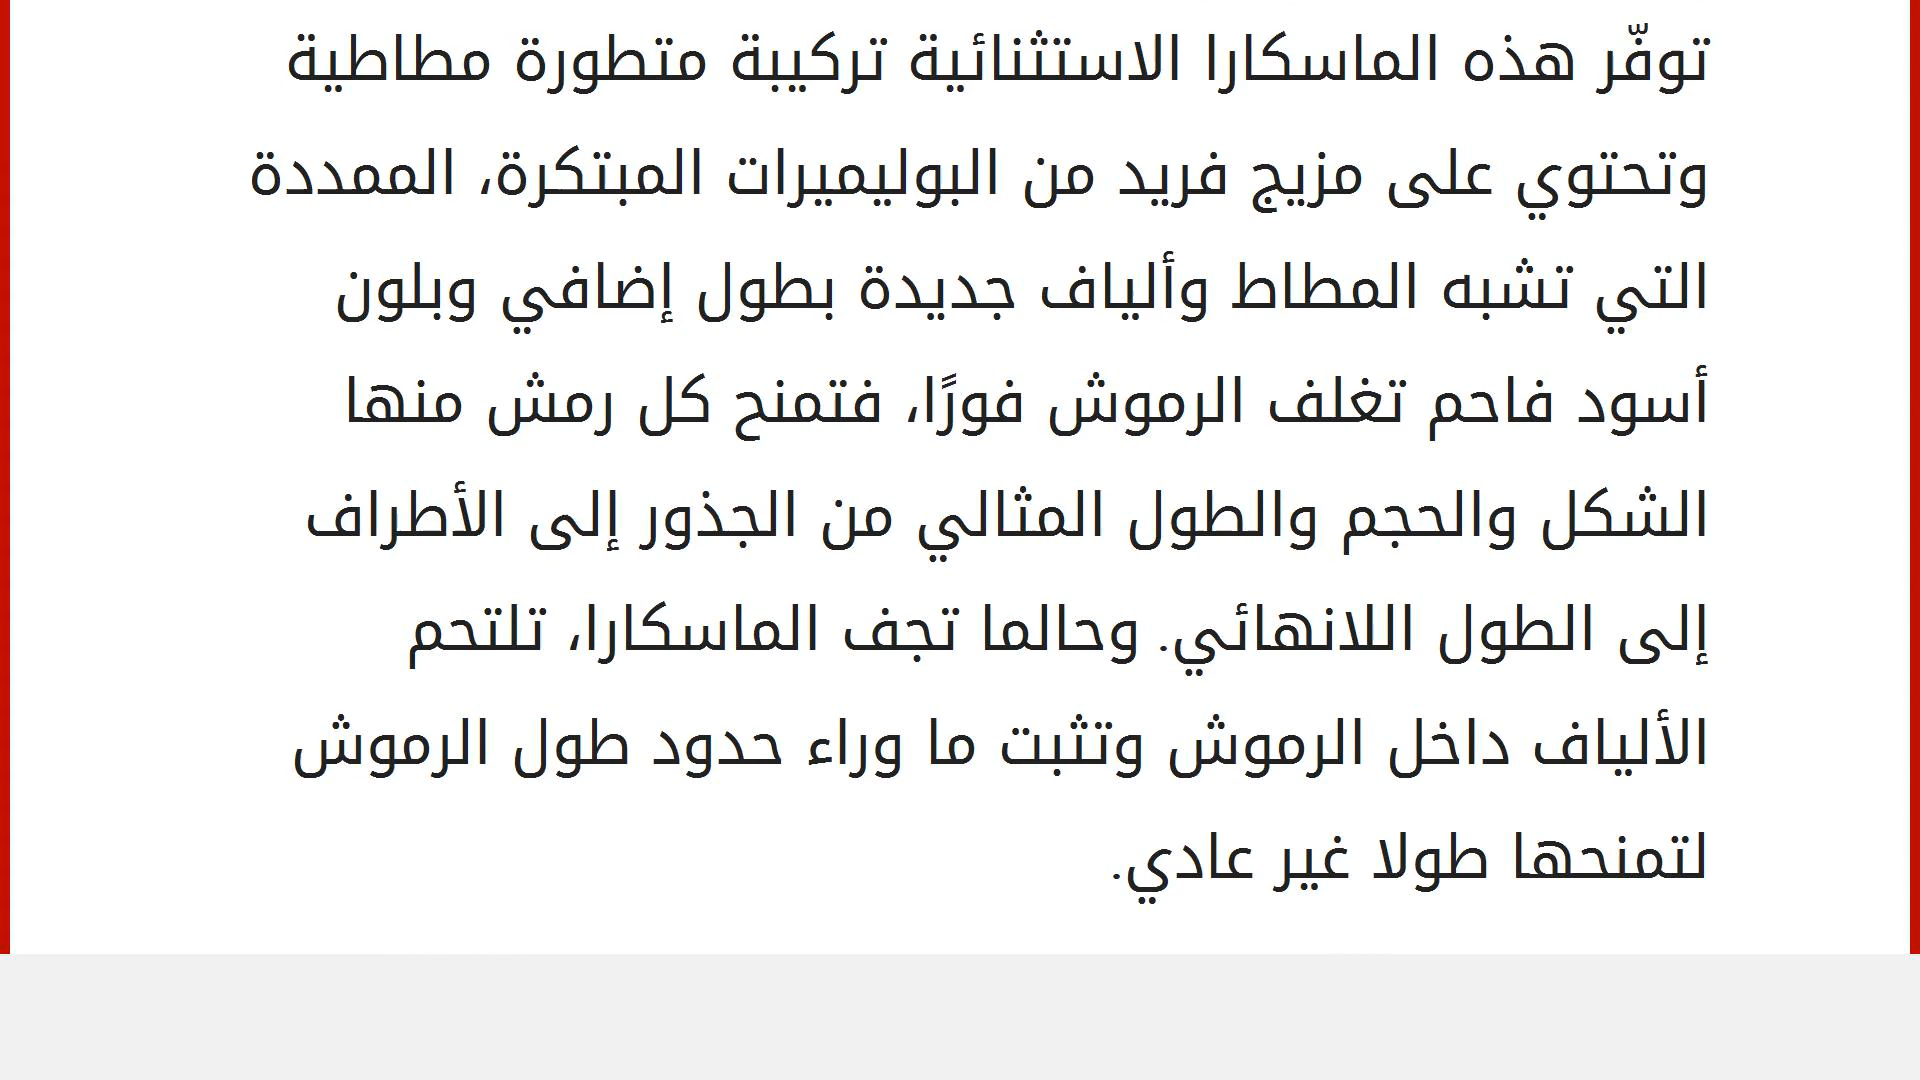 توفّر هذه الماسكارا الاستثنائية تركيبة متطورة مطاطية
وتحتوي على مزيج فريد من البوليميرات المبتكرة، الممددة
التي تشبه المطاط وألياف جديدة بطول إضافي وبلون
أسود فاحم تغلف الرموش فورًا، فتمنح كل رمش منها
الشكل والحجم والطول المثالي من الجذور إلى الأطراف
إلى الطول اللانهائي. وحالما تجف الماسكارا، تلتحم
الألياف داخل الرموش وتثبت ما وراء حدود طول الرموش
لتمنحها طولا غير عادي.